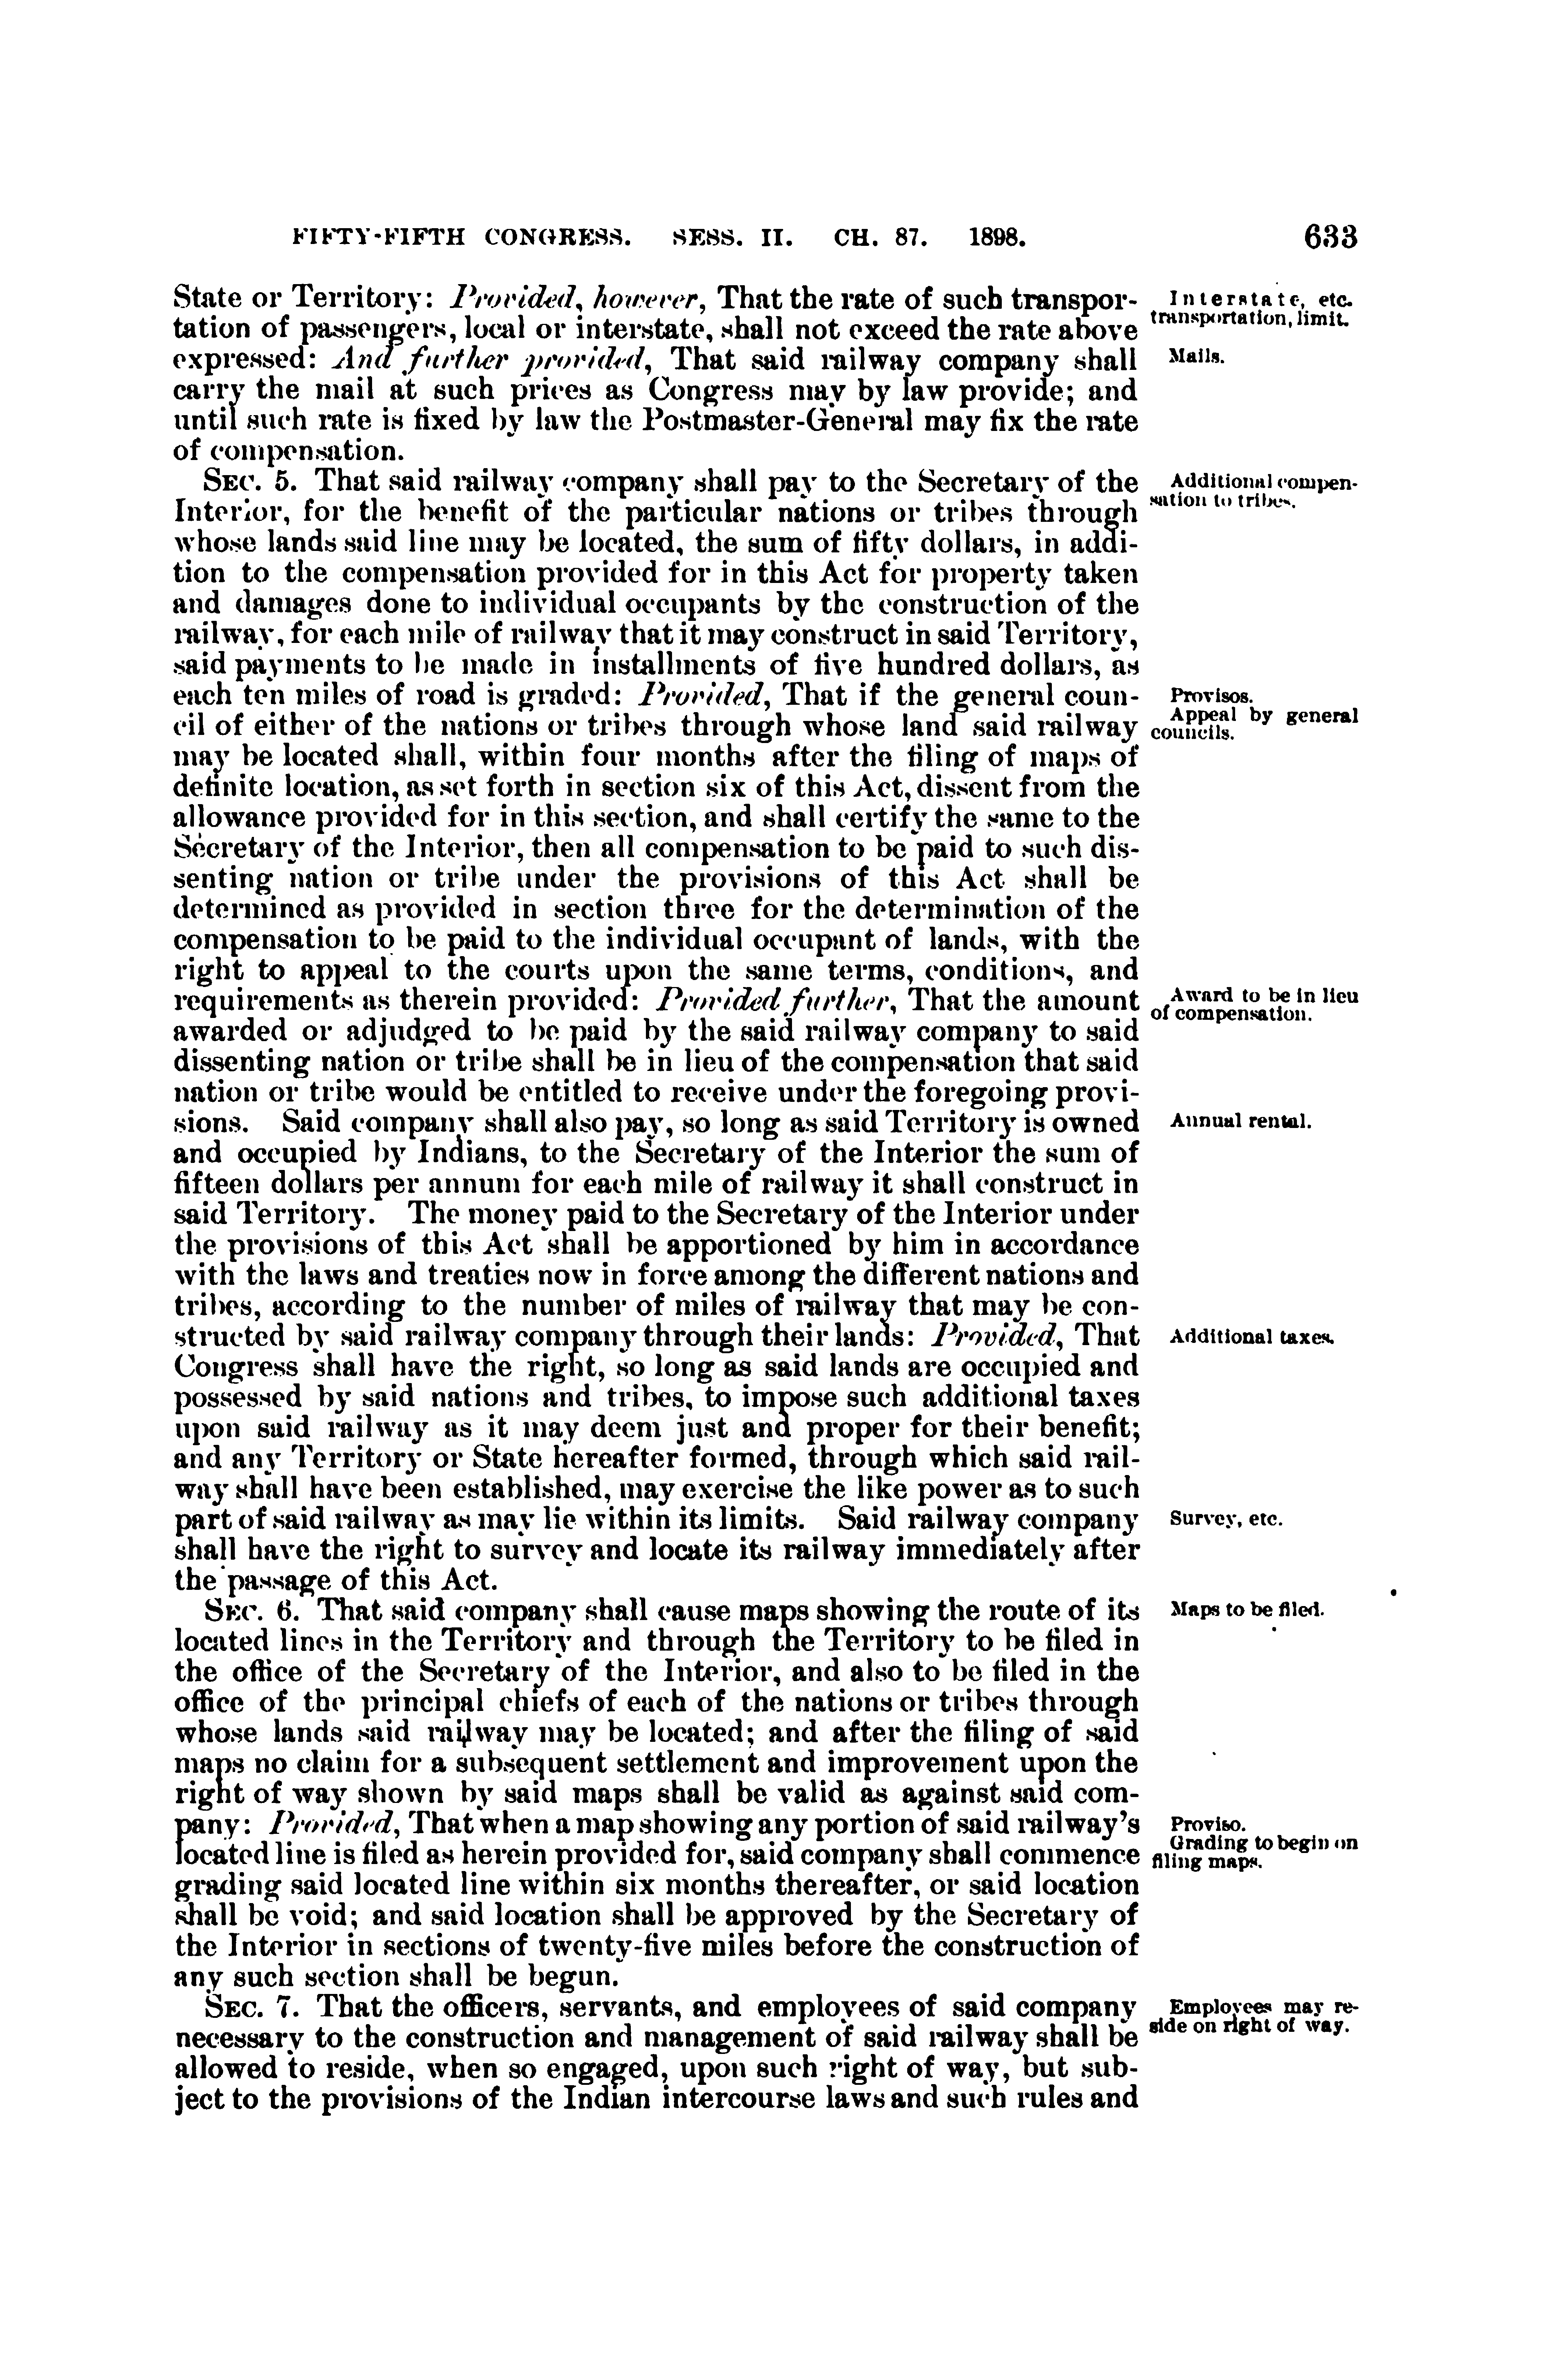 FIFTY-FIFTH CONGRESS. SESS. II. CH. 87. 1898. 633
State or Territory: Provided, however, That the rate of such transpor-
tation of passengers, local or interstate, shall not exceed the rate above
expressed: And further provided, That said railway company shall
carry the mail at such prices as Congress may by law provide; and
until such rate is fixed by law the Postmaster-General may fix the rate
of compensation.
SEC. 5. That said railway company shall pay to the Secretary of the
Interior, for the benefit of the particular nations or tribes through
whose lands said line may be located, the sum of fifty dollars, in addi-
tion to the compensation provided for in this Act for property taken
and damages done to individual occupants by the construction of the
railway, for each mile of railway that it may construct in said Territory,
said payments to be made in installments of five hundred dollars, as
each ten miles of road is graded: Provided, That if the general coun-
cil of either of the nations or tribes through whose land said railway
may be located shall, within four months after the filing of maps of
definite location, as set forth in section six of this Act, dissent from the
allowance provided for in this section, and shall certify the same to the
Secretary of the Interior, then all compensation to be paid to such dis-
senting nation or tribe under the provisions of this Act shall be
determined as provided in section three for the determination of the
compensation to be paid to the individual occupant of lands, with the
right to appeal to the courts upon the same terms, conditions, and
requirements as therein provided: Provided further, That the amount
awarded or adjudged to be paid by the said railway company to said
dissenting nation or tribe shall be in lieu of the compensation that said
nation or tribe would be entitled to receive under the foregoing provi-
sions. Said company shall also pay, so long as said Territory is owned
and occupied by Indians, to the Secretary of the Interior the sum of
fifteen dollars per annum for each mile of railway it shall construct in
said Territory. The money paid to the Secretary of the Interior under
the provisions of this Act shall be apportioned by him in accordance
with the laws and treaties now in force among the different nations and
tribes, according to the number of miles of railway that may be con-
structed by said railway company through their lands: Provided, That
Congress shall have the right, so long as said lands are occupied and
possessed by said nations and tribes, to impose such additional taxes
upon said railway as it may deem just and proper for their benefit;
and any Territory or State hereafter formed, through which said rail-
way shall have been established, may exercise the like power as to such
part of said railway as may lie within its limits. Said railway company
shall have the right to survey and locate its railway immediately after
the passage of this Act.
SEC. 6. That said company shall cause maps showing the route of its
located lines in the Territory and through the Territory to be filed in
the office of the Secretary of the Interior, and also to be filed in the
office of the principal chiefs of each of the nations or tribes through
whose lands said railway may be located; and after the filing of said
maps no claim for a subsequent settlement and improvement upon the
right of way shown by said maps shall be valid as against said com-
pany: Provided, That when a map showing any portion of said railway's
located line is filed as herein provided for, said company shall commence
grading said located line within six months thereafter, or said location
shall be void; and said location shall be approved by the Secretary of
the Interior in sections of twenty-five miles before the construction of
any such section shall be begun.
SEC. 7. That the officers, servants, and employees of said company
necessary to the construction and management of said railway shall be
allowed to reside, when so engaged, upon such right of way, but sub-
ject to the provisions of the Indian intercourse laws and such rules and
Interstate, etc.
transportation, limit.
Mails.
Additional compen-
sation to tribes.
Provisos.
Appeal by general
councils.
Award to be in lieu
of compensation.
Annual rental.
Additional taxes.
Survey, etc.
Maps to be filed.
Proviso.
Grading to begin on
filing maps.
Employees may re-
side on right of way.